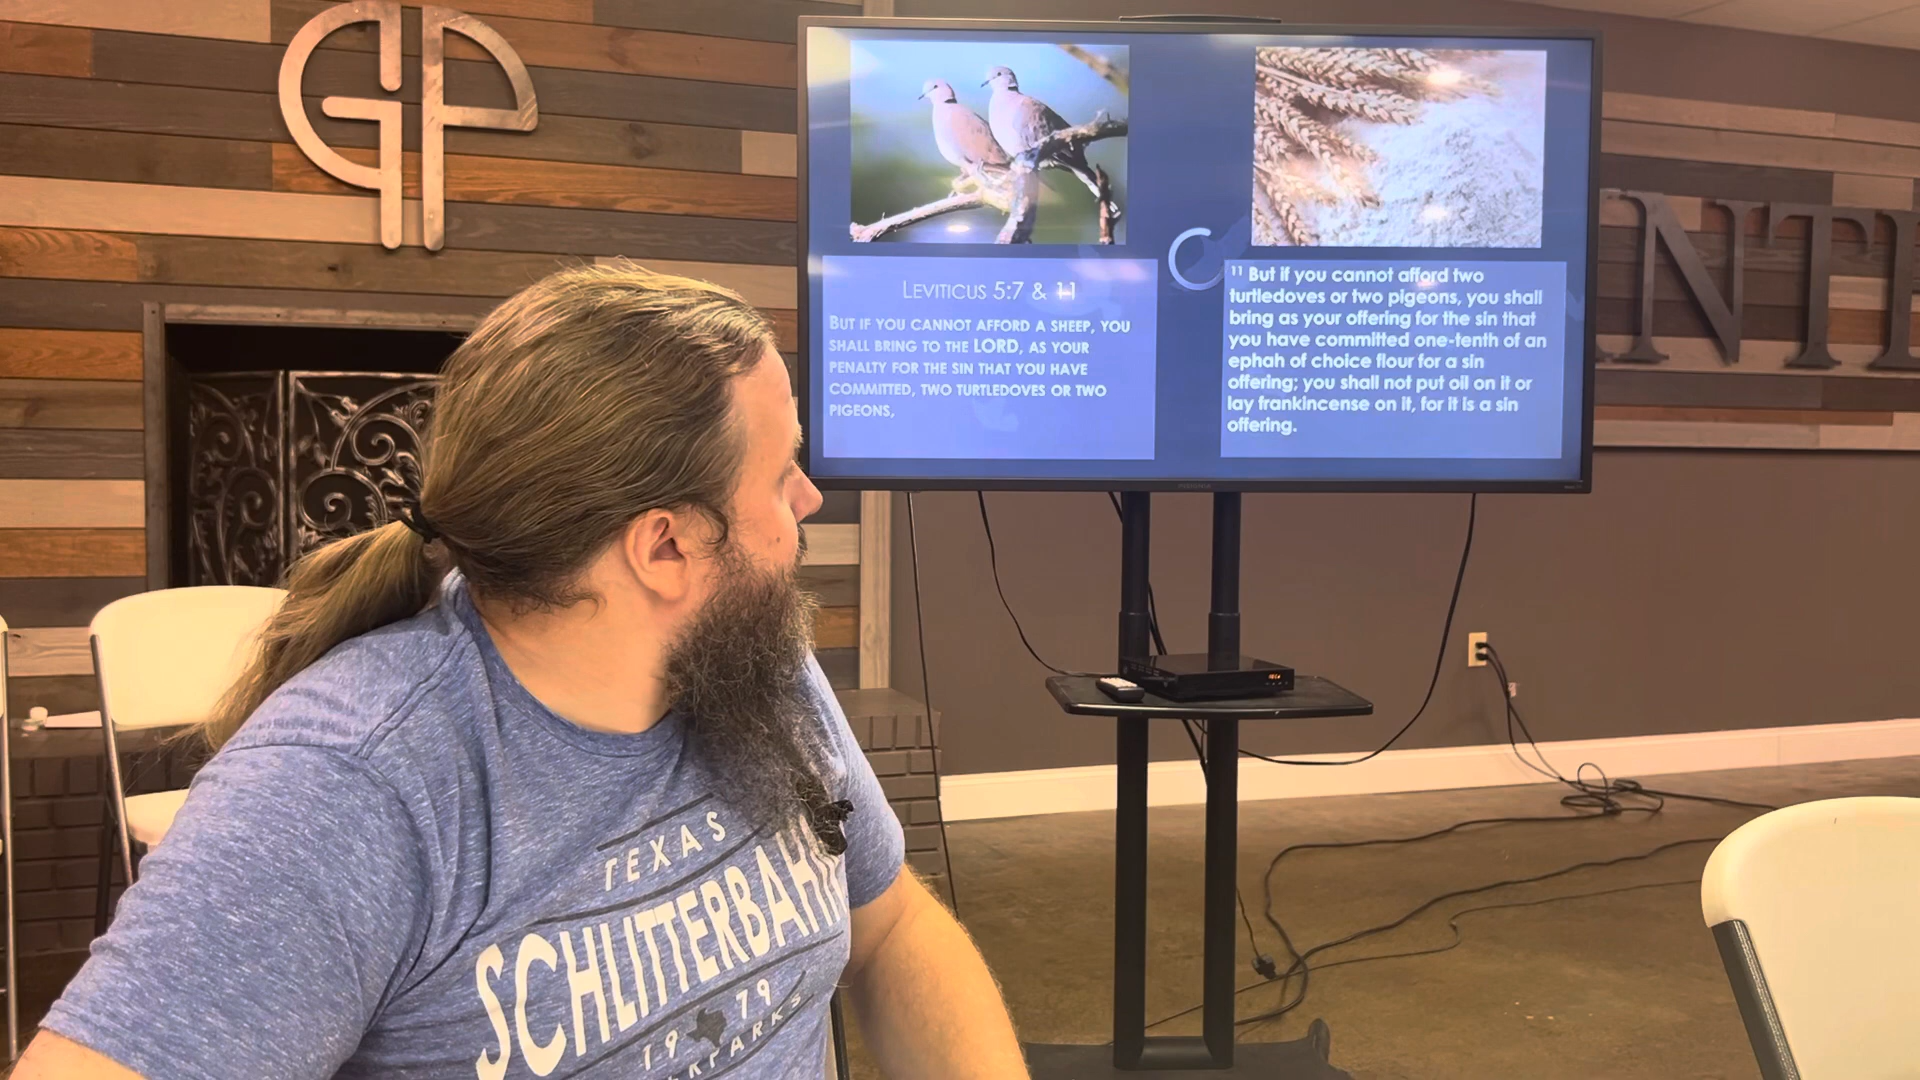 GP
LEVITICUS 5:7 & 11
BUT IF YOU CANNOT AFFORD A SHEEP, YOU
SHALL BRING TO THE LORD, AS YOUR
PENALTY FOR THE SIN THAT YOU HAVE
COMMITTED, TWO TURTLEDOVES OR TWO
PIGEONS,
¹¹ But if you cannot afford two
turtledoves or two pigeons, you shall
bring as your offering for the sin that
you have committed one-tenth of an
ephah of choice flour for a sin
offering; you shall not put oil on it or
lay frankincense on it, for it is a sin
offering.
NT
TEXAS
SCHLITTERBAHN
19 79